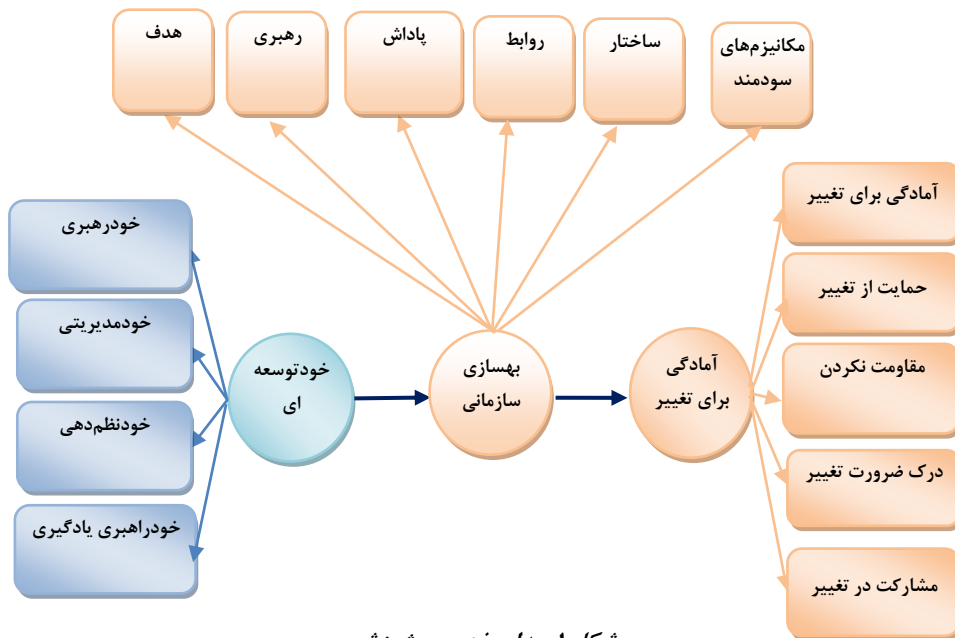 هدف
رهبری
پاداش
روابط
ساختار
مکانیزم‌های
سودمند
خودرهبری
خودمدیریتی
خودنظم‌دهی
خودراهبری یادگیری
خودتوسعه
ای
بهسازی
سازمانی
آمادگی
برای تغییر
آمادگی برای تغییر
حمایت از تغییر
مقاومت نکردن
درک ضرورت تغییر
مشارکت در تغییر